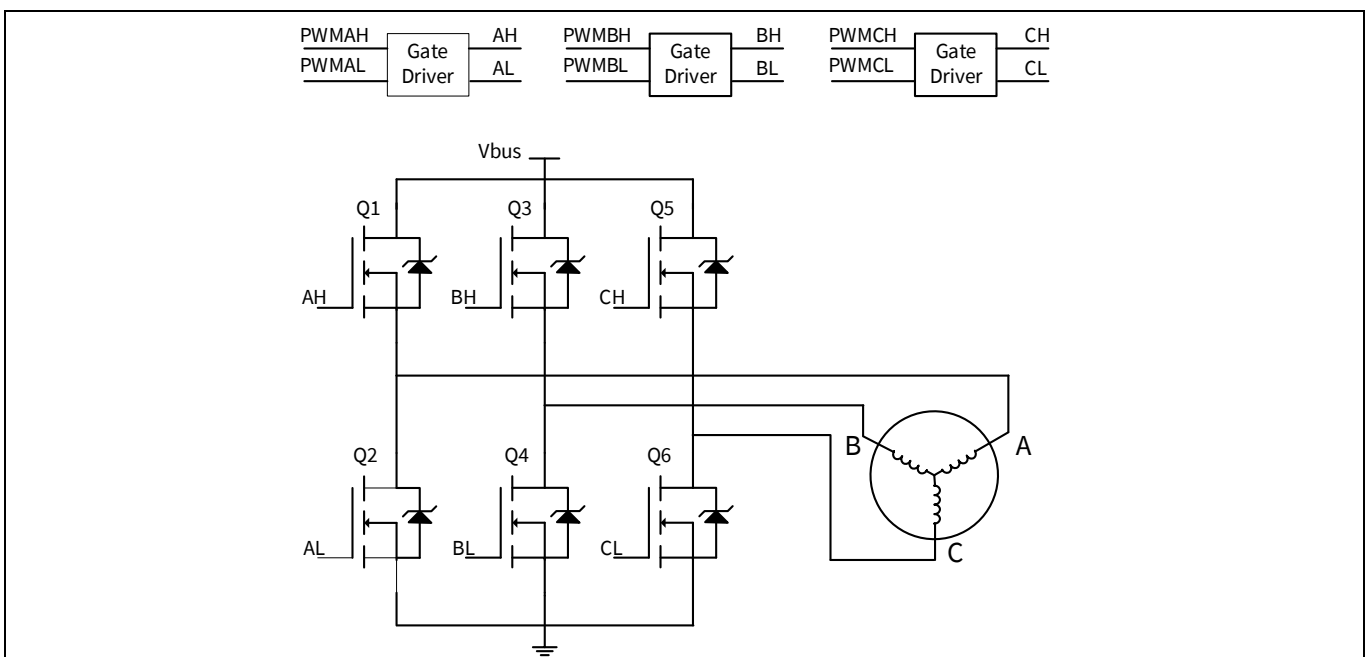 PWMAH
PWMAL
Gate
Driver
AH
AL
PWMBH
PWMBL
Gate
Driver
BH
BL
PWMCH
PWMCL
Gate
Driver
CH
CL
Vbus
Q1
Q3
Q5
AH
BH
CH
Q2
Q4
Q6
B
A
AL
BL
CL
C